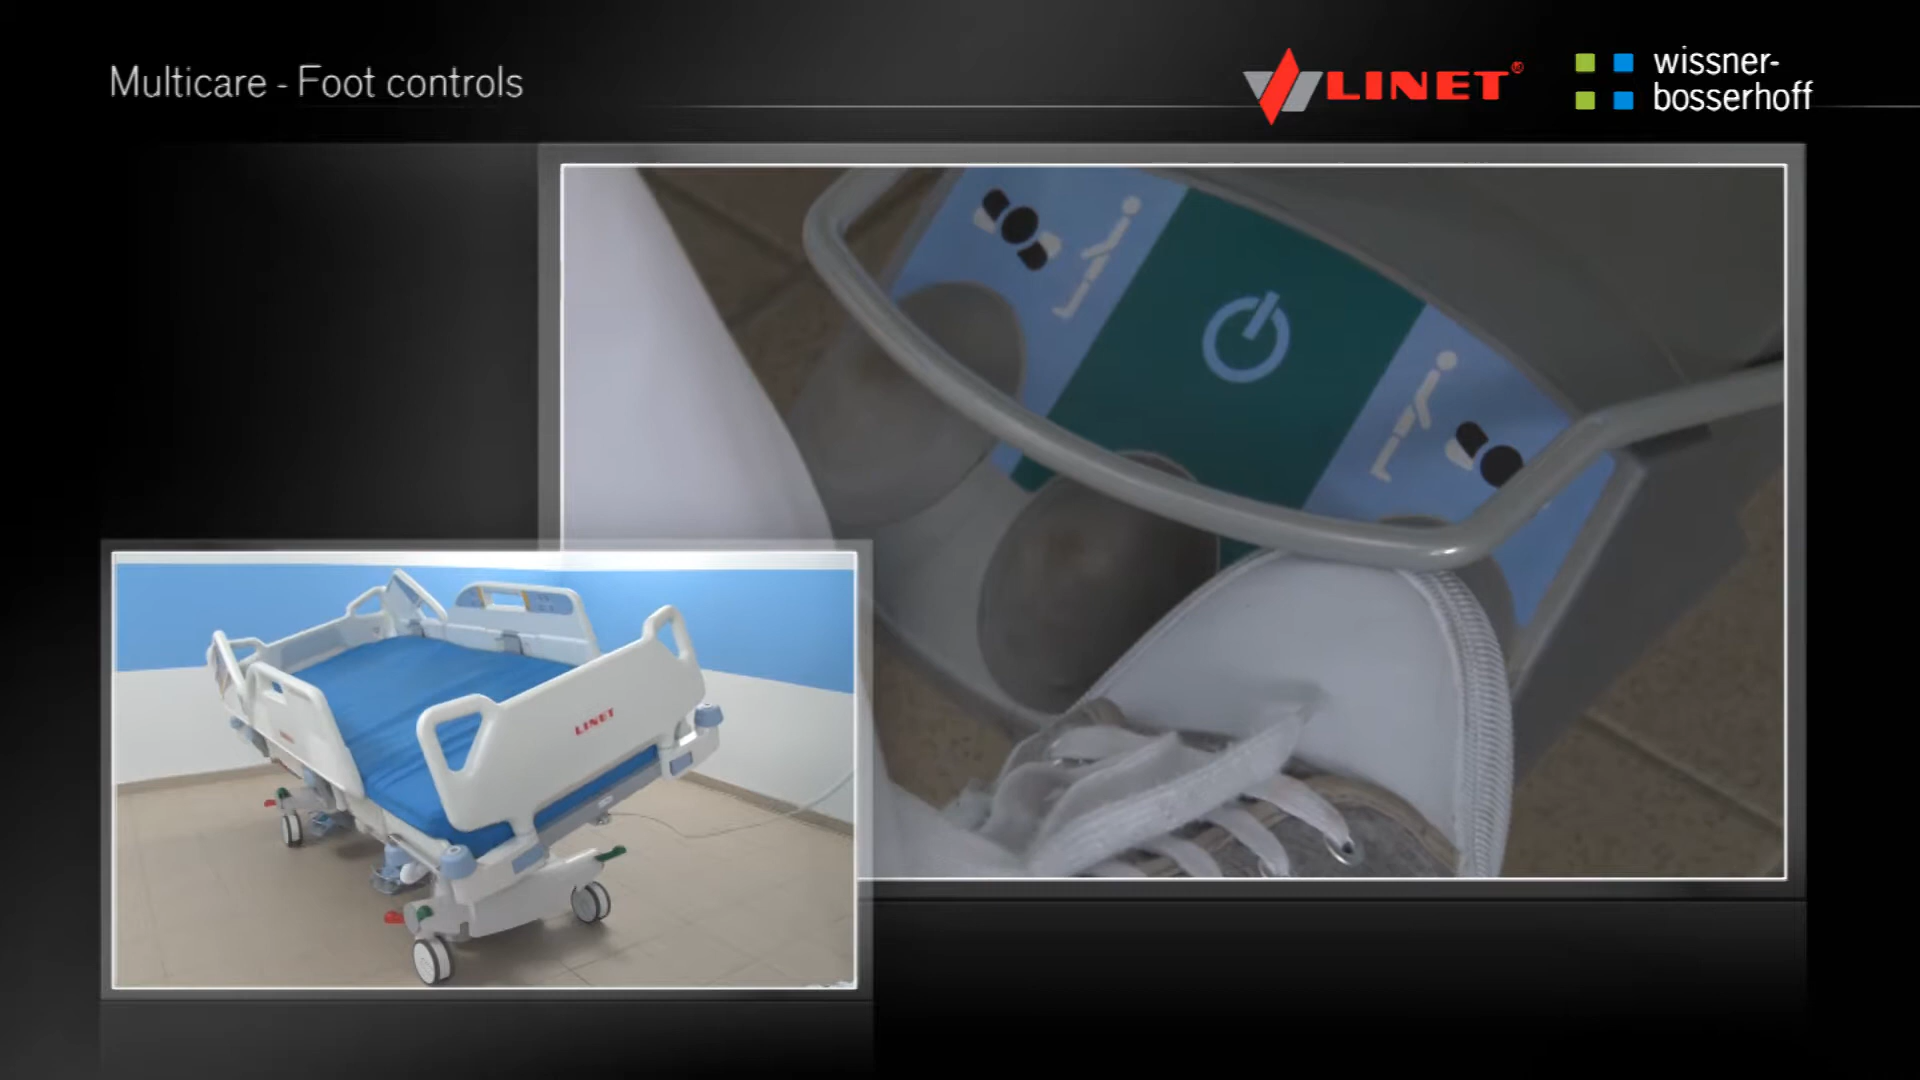 Multicare - Foot controls
LINET®
wissner-
bosserhoff
LINET